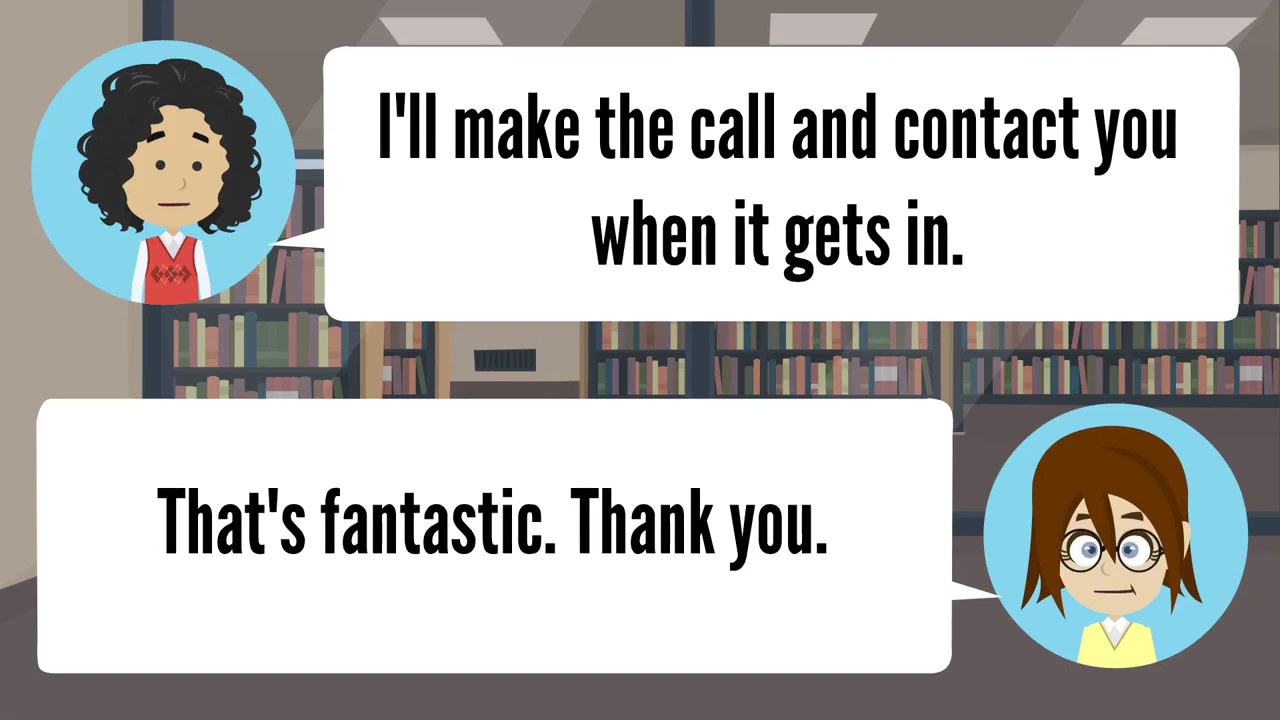 I'll make the call and contact you
when it gets in.
That's fantastic. Thank you.